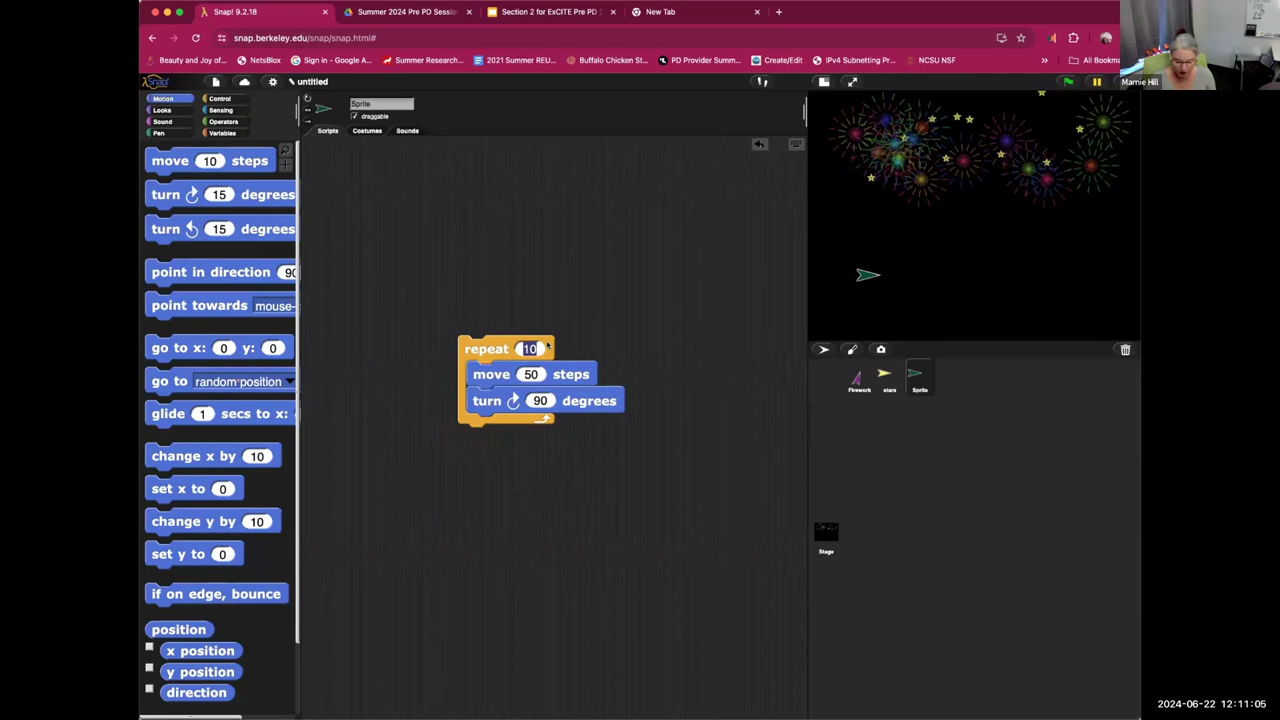 Snap! 9.2.18
Summer 2024 Pre PD Sessi
Section 2 for ExCITE Pre PD 2
New Tab
snap.berkeley.edu/snap/snap.html#
Beauty and Joy of...
NetsBlox
Sign in - Google A...
Summer Research...
2021 Summer REU...
Buffalo Chicken St...
PD Provider Summ...
Create/Edit
IPv4 Subnetting Pr...
NCSU NSF
All Bookma
Marnie Hill
Snap!
untitled
Motion
Control
Looks
Sensing
Sound
Operators
Pen
Variables
Sprite
draggable
Scripts
Costumes
Sounds
move 10 steps
turn 15 degrees
turn 15 degrees
point in direction 90
point towards mouse-
go to x: 0 y: 0
go to random position
glide 1 secs to x:
change x by 10
set x to 0
change y by 10
set y to 0
if on edge, bounce
position
x position
y position
direction
repeat 10
move 50 steps
turn 90 degrees
Firework
stars
Sprite
Stage
2024-06-22 12:11:05